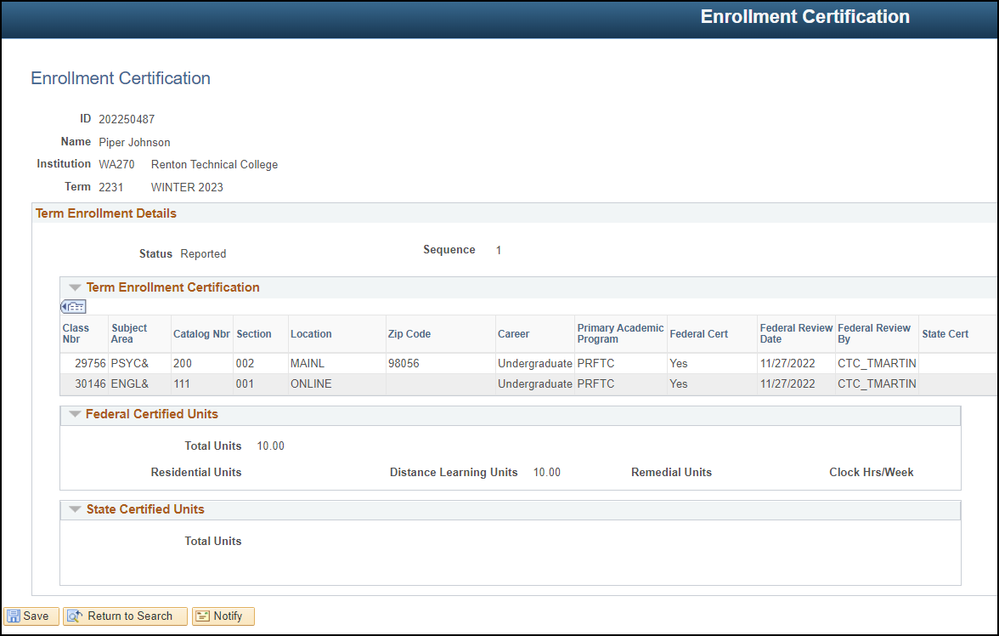 Enrollment Certification
Enrollment Certification
ID 202250487
Name Piper Johnson
Institution WA270 Renton Technical College
Term 2231 WINTER 2023
Term Enrollment Details
Status Reported Sequence 1
Term Enrollment Certification
Class Nbr Subject Area Catalog Nbr Section Location Zip Code Career Primary Academic Program Federal Cert Federal Review Date Federal Review By State Cert
29756 PSYC& 200 002 MAINL 98056 Undergraduate PRFTC Yes 11/27/2022 CTC_TMARTIN
30146 ENGL& 111 001 ONLINE Undergraduate PRFTC Yes 11/27/2022 CTC_TMARTIN
Federal Certified Units
Total Units 10.00
Residential Units Distance Learning Units 10.00 Remedial Units Clock Hrs/Week
State Certified Units
Total Units
Save Return to Search Notify